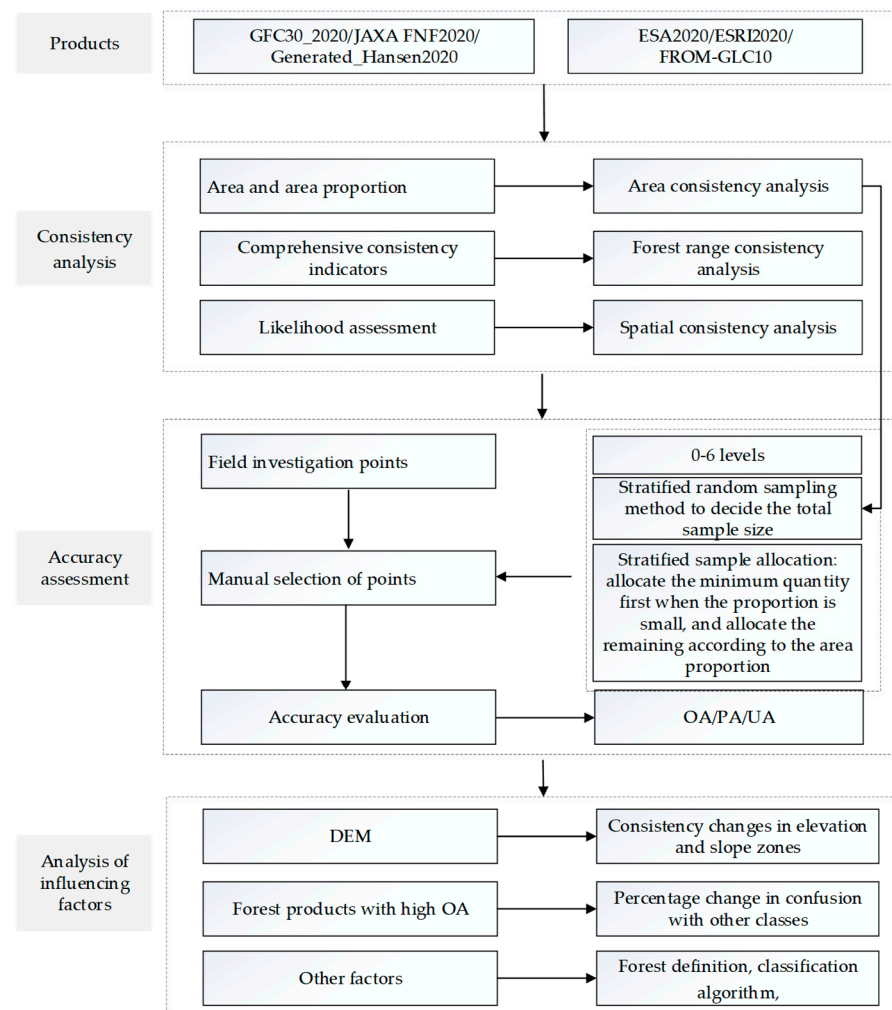 Products
GFC30_2020/JAXA FNF2020/
Generated_Hansen2020
ESA2020/ESRI2020/
FROM-GLC10
Consistency
analysis
Area and area proportion
Area consistency analysis
Comprehensive consistency
indicators
Forest range consistency
analysis
Likelihood assessment
Spatial consistency analysis
Accuracy
assessment
Field investigation points
0-6 levels
Stratified random sampling
method to decide the total
sample size
Manual selection of points
Stratified sample allocation:
allocate the minimum quantity
first when the proportion is
small, and allocate the
remaining according to the area
proportion
Accuracy evaluation
OA/PA/UA
Analysis of
influencing
factors
DEM
Consistency changes in elevation
and slope zones
Forest products with high OA
Percentage change in confusion
with other classes
Other factors
Forest definition, classification
algorithm,